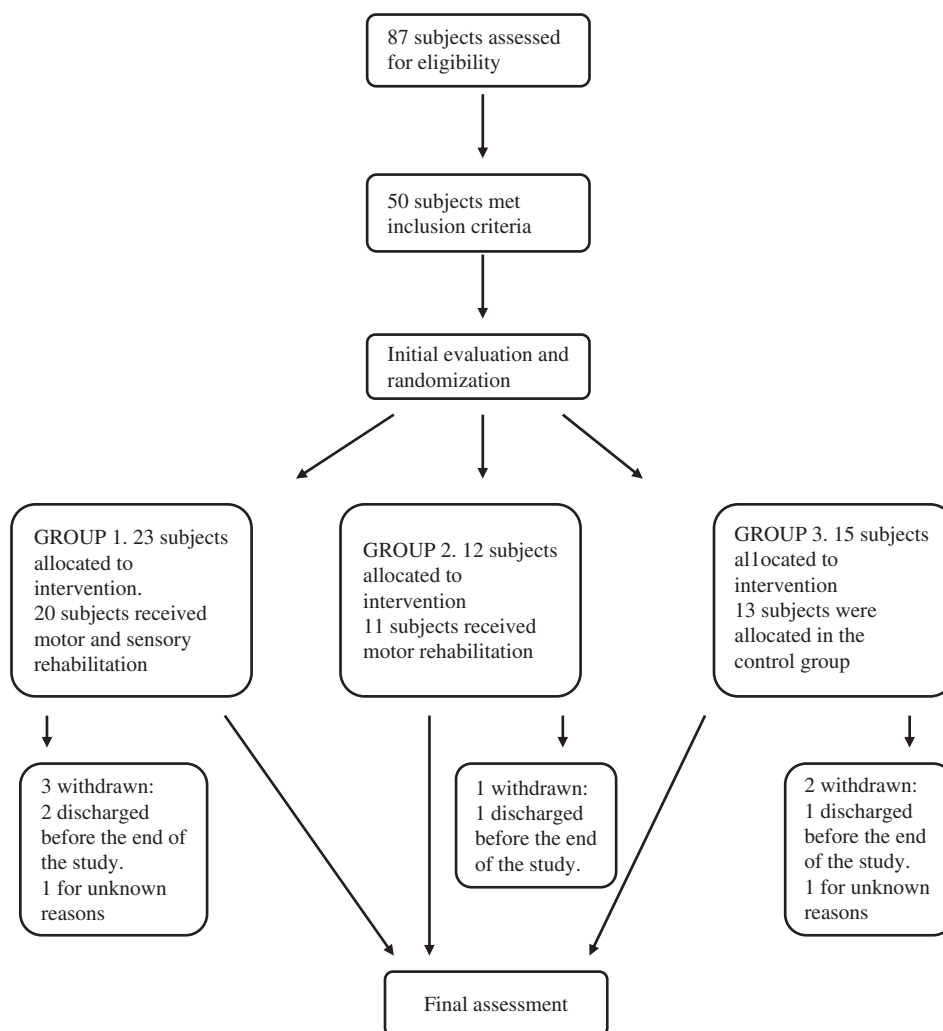 87 subjects assessed
for eligibility
50 subjects met
inclusion criteria
Initial evaluation and
randomization
GROUP 1. 23 subjects
allocated to
intervention.
20 subjects received
motor and sensory
rehabilitation
GROUP 2. 12 subjects
allocated to
intervention
11 subjects received
motor rehabilitation
GROUP 3. 15 subjects
al1ocated to
intervention
13 subjects were
allocated in the
control group
3 withdrawn:
2 discharged
before the end of
the study.
1 for unknown
reasons
1 withdrawn:
1 discharged
before the end
of the study.
2 withdrawn:
1 discharged
before the end
of the study.
1 for unknown
reasons
Final assessment